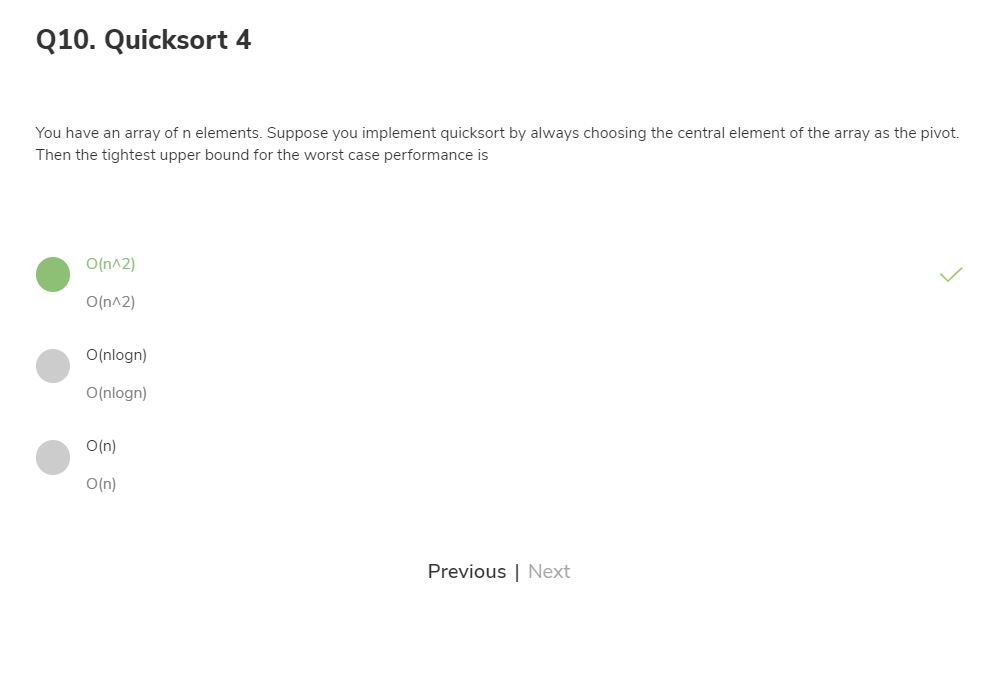 Q10. Quicksort 4
You have an array of n elements. Suppose you implement quicksort by always choosing the central element of the array as the pivot.
Then the tightest upper bound for the worst case performance is
O(n^2)
O(n^2)
O(nlogn)
O(nlogn)
O(n)
O(n)
Previous | Next